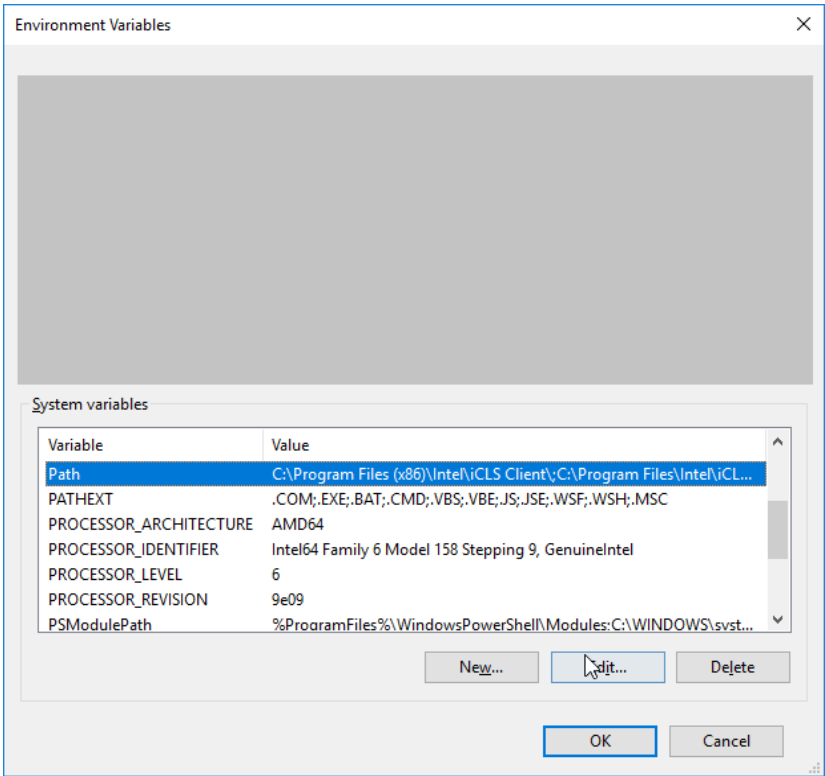 Environment Variables
System variables
Variable Value
Path C:\Program Files (x86)\Intel\iCLS Client\;C:\Program Files\Intel\iCL...
PATHEXT .COM;.EXE;.BAT;.CMD;.VBS;.VBE;.JS;.JSE;.WSF;.WSH;.MSC
PROCESSOR_ARCHITECTURE AMD64
PROCESSOR_IDENTIFIER Intel64 Family 6 Model 158 Stepping 9, GenuineIntel
PROCESSOR_LEVEL 6
PROCESSOR_REVISION 9e09
PSModulePath %ProgramFiles%\WindowsPowerShell\Modules;C:\WINDOWS\syst...
New... Edit... Delete
OK Cancel